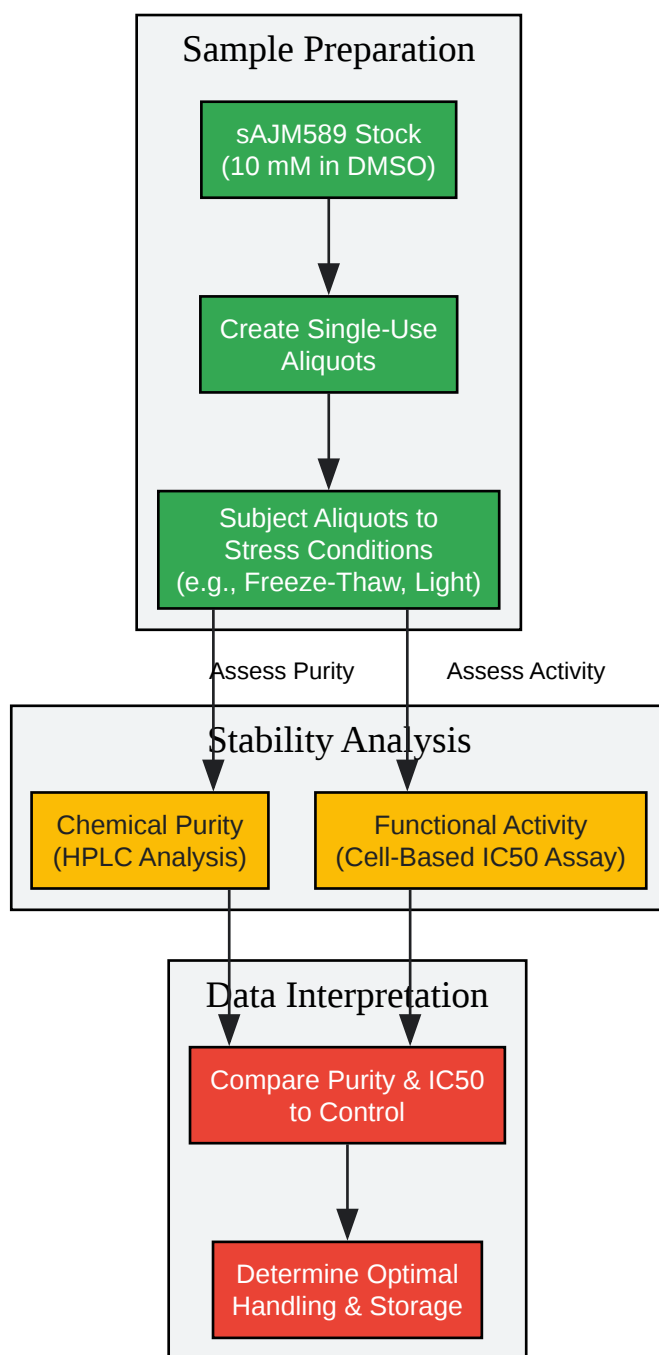 Sample Preparation
sAJM589 Stock
(10 mM in DMSO)
Create Single-Use
Aliquots
Subject Aliquots to
Stress Conditions
(e.g., Freeze-Thaw, Light)
Assess Purity
Assess Activity
Stability Analysis
Chemical Purity
(HPLC Analysis)
Functional Activity
(Cell-Based IC50 Assay)
Data Interpretation
Compare Purity & IC50
to Control
Determine Optimal
Handling & Storage